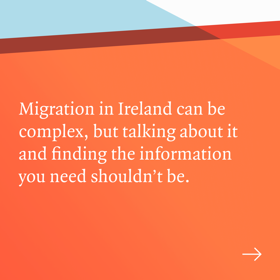 Migration in Ireland can be
complex, but talking about it
and finding the information
you need shouldn’t be.